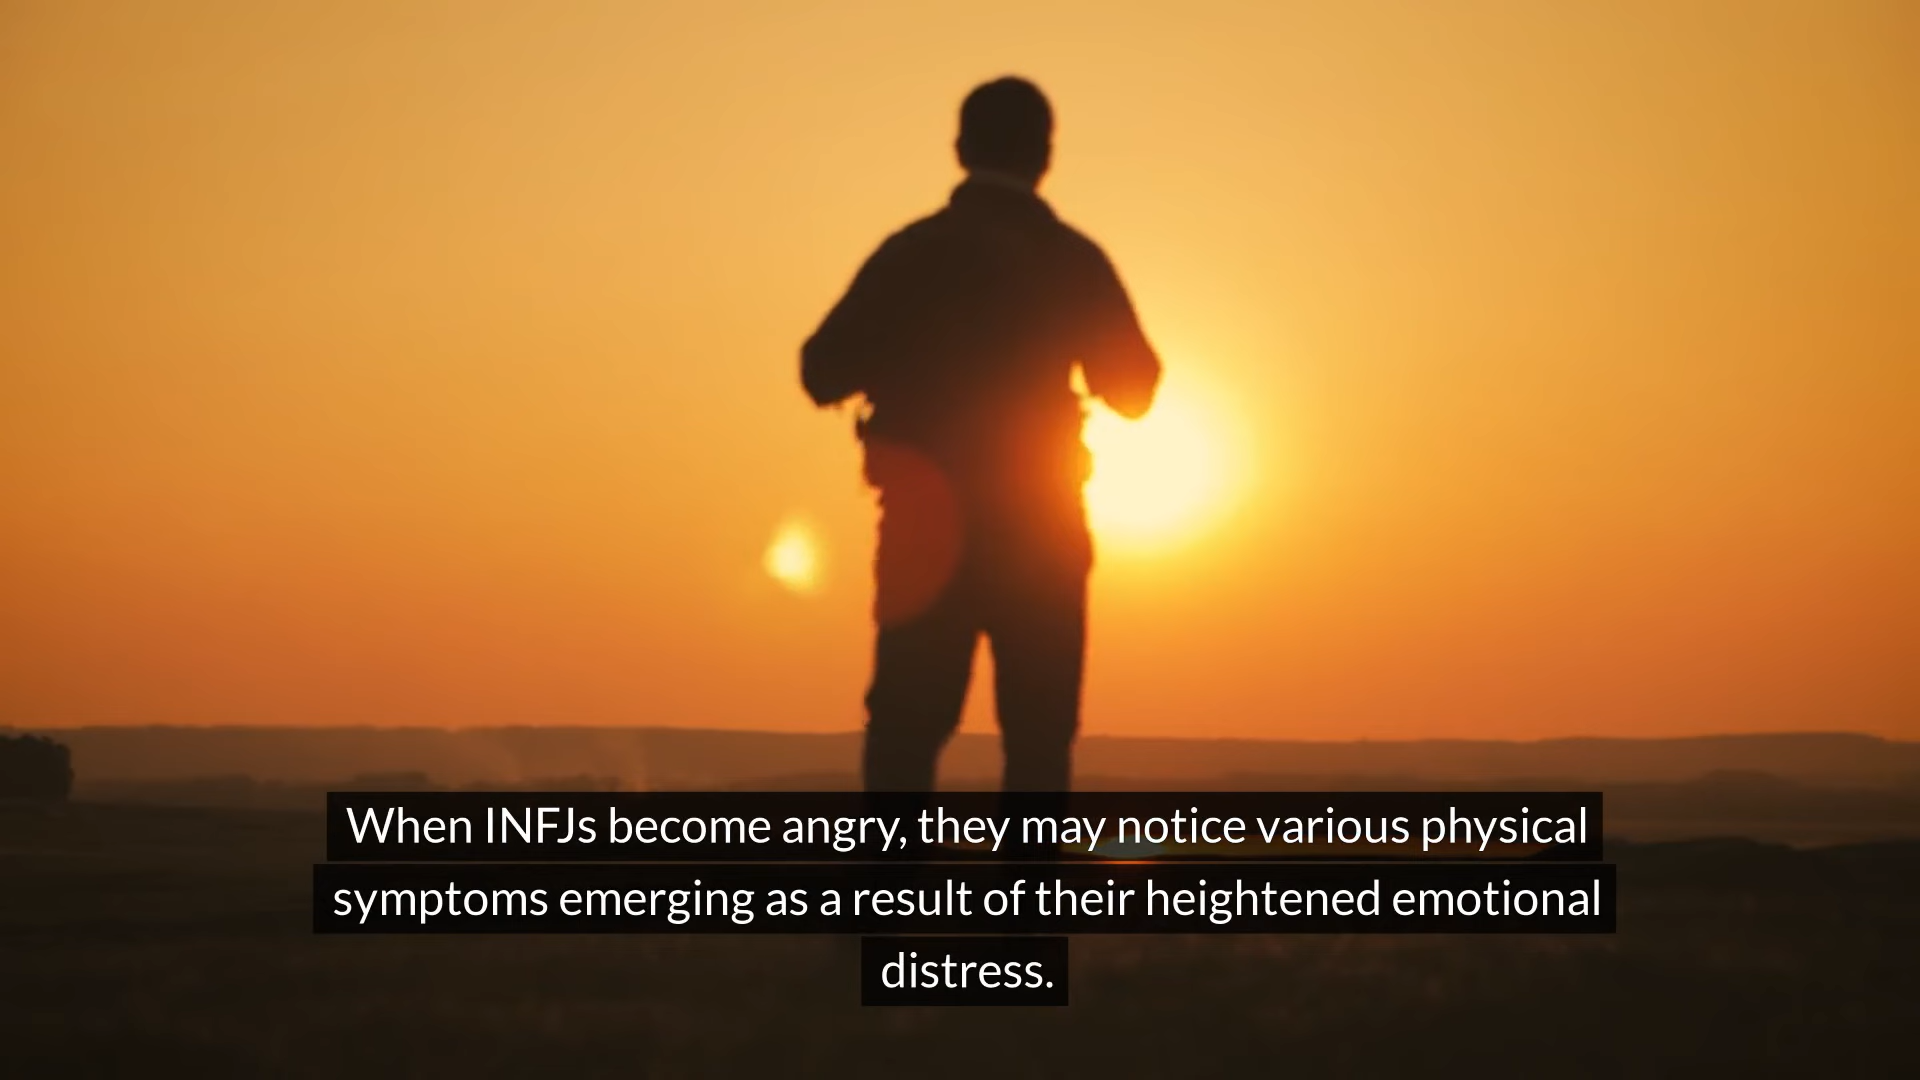 When INFJs become angry, they may notice various physical
symptoms emerging as a result of their heightened emotional
distress.